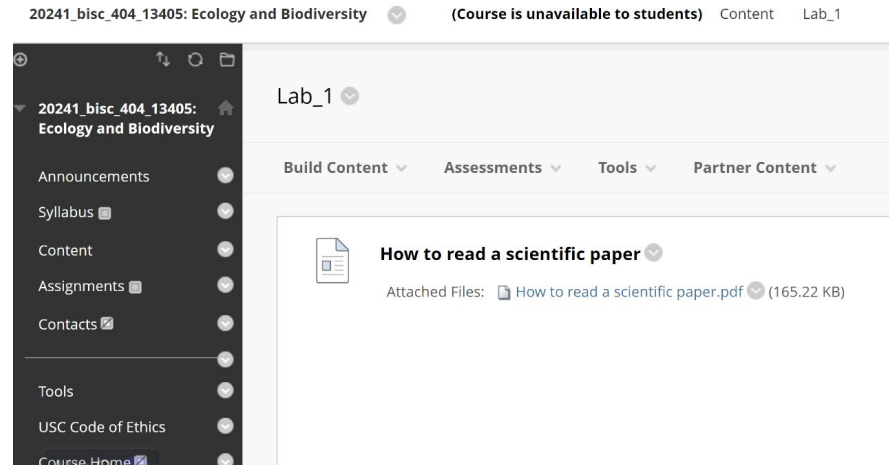 20241_bisc_404_13405: Ecology and Biodiversity (Course is unavailable to students) Content Lab_1
20241_bisc_404_13405:
Ecology and Biodiversity
Announcements
Syllabus
Content
Assignments
Contacts
Tools
USC Code of Ethics
Course Home
Lab_1
Build Content Assessments Tools Partner Content
How to read a scientific paper
Attached Files: How to read a scientific paper.pdf (165.22 KB)